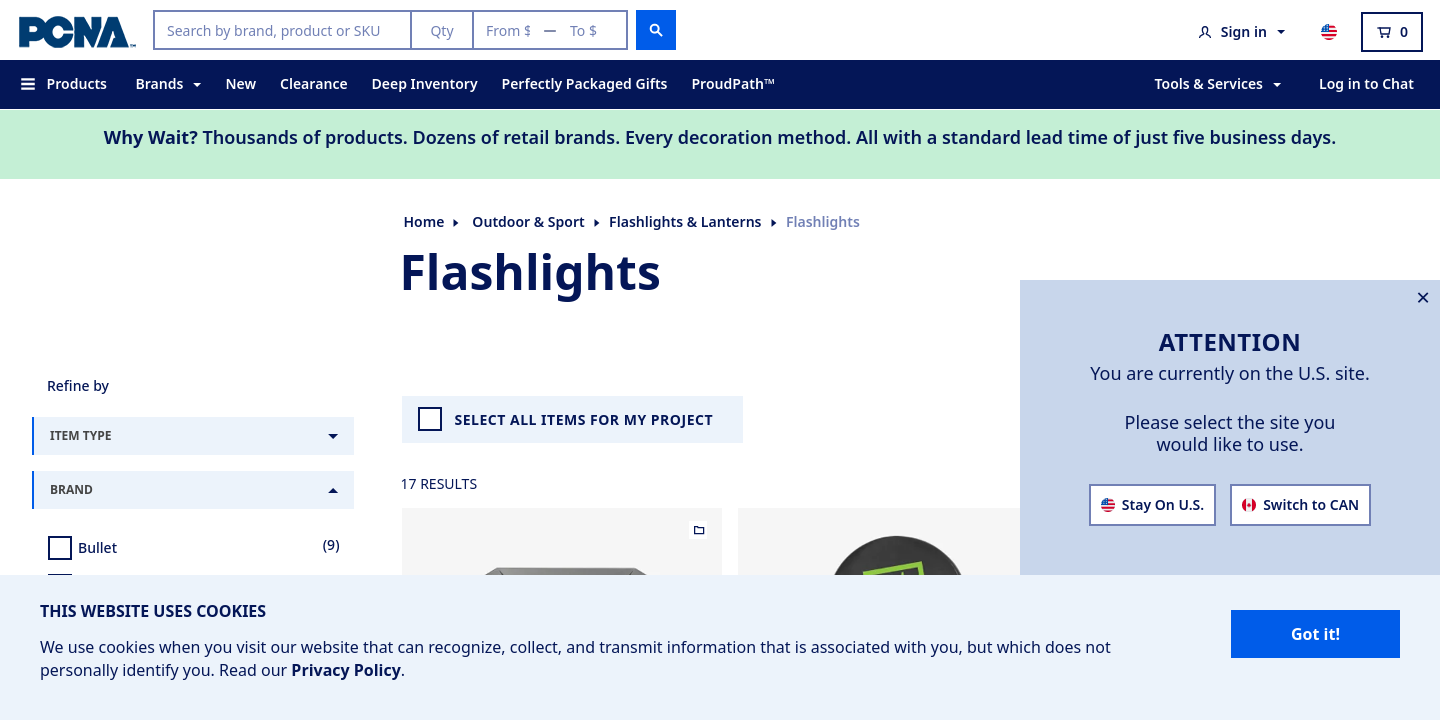 PCNA™
Search by brand, product or SKU
Qty
From $ — To $
Sign in
0
Products
Brands
New
Clearance
Deep Inventory
Perfectly Packaged Gifts
ProudPath™
Tools & Services
Log in to Chat
Why Wait? Thousands of products. Dozens of retail brands. Every decoration method. All with a standard lead time of just five business days.
Home
Outdoor & Sport
Flashlights & Lanterns
Flashlights
Flashlights
Refine by
ITEM TYPE
BRAND
Bullet
(9)
SELECT ALL ITEMS FOR MY PROJECT
17 RESULTS
ATTENTION
You are currently on the U.S. site.
Please select the site you
would like to use.
Stay On U.S.
Switch to CAN
THIS WEBSITE USES COOKIES
We use cookies when you visit our website that can recognize, collect, and transmit information that is associated with you, but which does not
personally identify you. Read our Privacy Policy.
Got it!